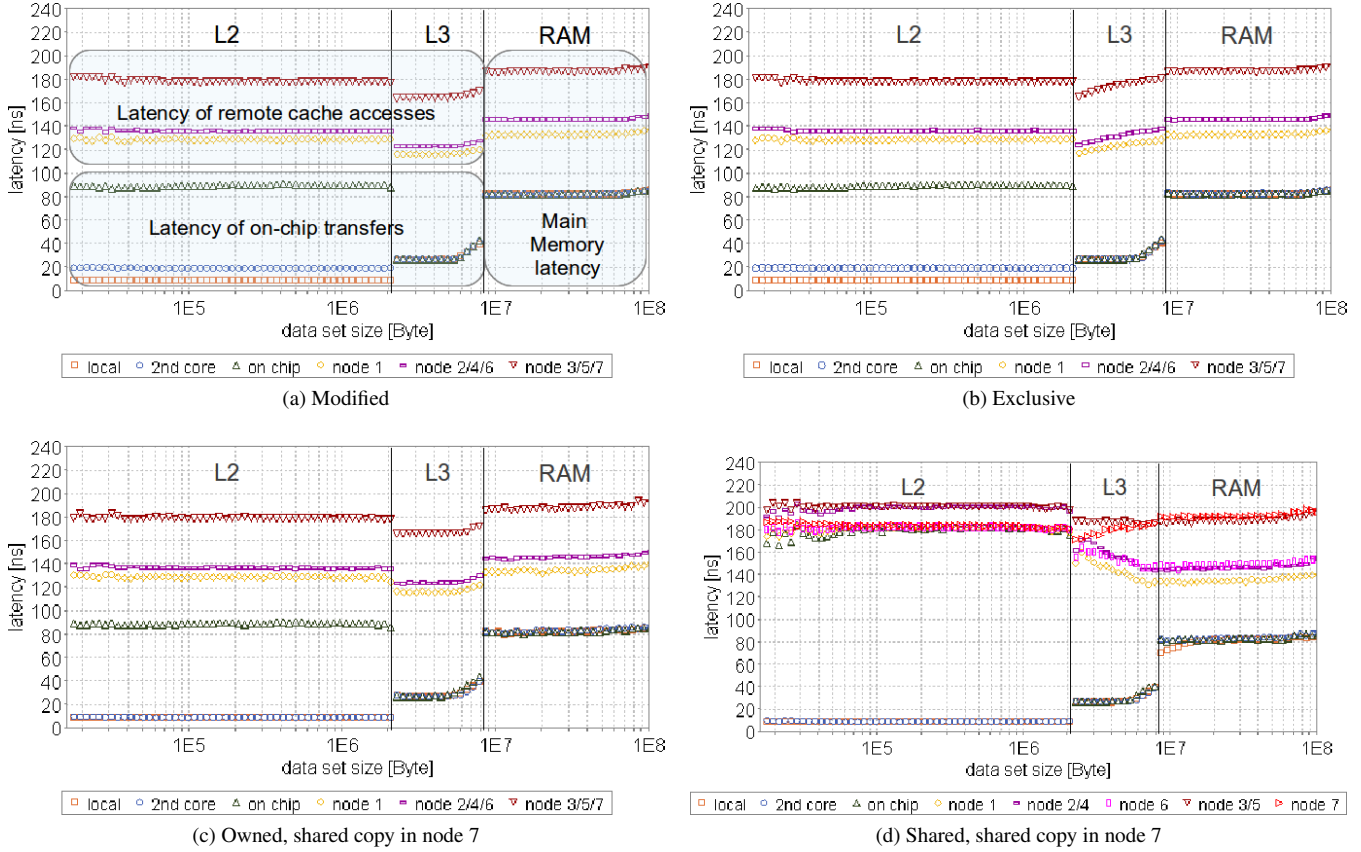 L2 L3 RAM
240
220
200
180
160
140
120
100
80
60
40
20
0
latency [ns]
Latency of remote cache accesses
Latency of on-chip transfers
Main
Memory
latency
1E5 1E6 1E7 1E8
data set size [Byte]
local 2nd core on chip node 1 node 2/4/6 node 3/5/7
(a) Modified
L2 L3 RAM
240
220
200
180
160
140
120
100
80
60
40
20
0
latency [ns]
1E5 1E6 1E7 1E8
data set size [Byte]
local 2nd core on chip node 1 node 2/4/6 node 3/5/7
(b) Exclusive
L2 L3 RAM
240
220
200
180
160
140
120
100
80
60
40
20
0
latency [ns]
1E5 1E6 1E7 1E8
data set size [Byte]
local 2nd core on chip node 1 node 2/4/6 node 3/5/7
(c) Owned, shared copy in node 7
L2 L3 RAM
240
220
200
180
160
140
120
100
80
60
40
20
0
latency [ns]
1E5 1E6 1E7 1E8
data set size [Byte]
local 2nd core on chip node 1 node 2/4 node 6 node 3/5 node 7
(d) Shared, shared copy in node 7